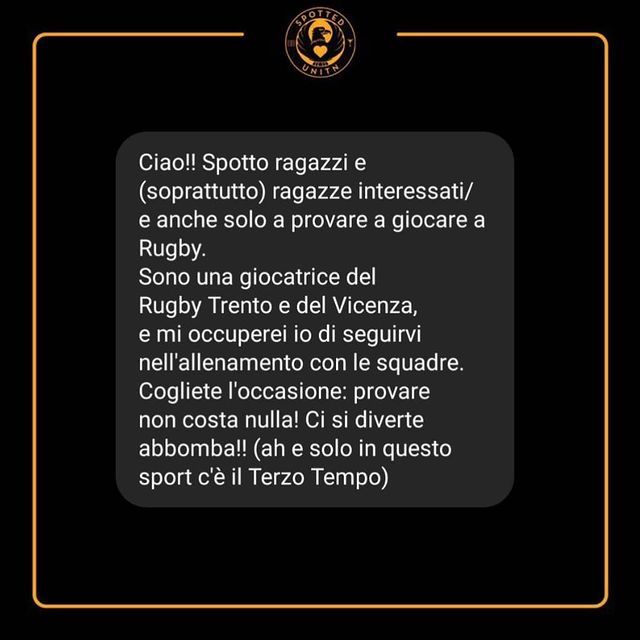 SPOTTED
UNITN
Ciao!! Spotto ragazzi e
(soprattutto) ragazze interessati/
e anche solo a provare a giocare a
Rugby.
Sono una giocatrice del
Rugby Trento e del Vicenza,
e mi occuperei io di seguirvi
nell'allenamento con le squadre.
Cogliete l'occasione: provare
non costa nulla! Ci si diverte
abbomba!! (ah e solo in questo
sport c'è il Terzo Tempo)